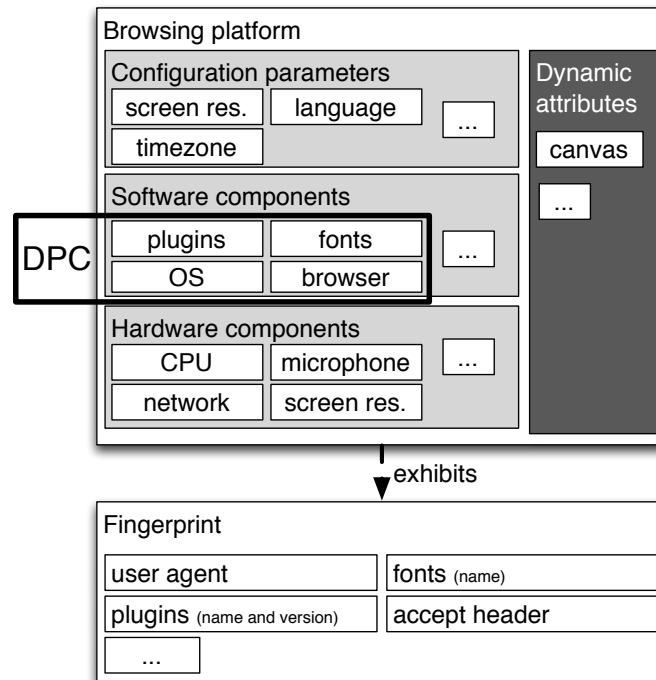 Browsing platform
Configuration parameters
screen res.
language
...
timezone
Dynamic
attributes
canvas
...
Software components
DPC
plugins
fonts
...
OS
browser
Hardware components
CPU
microphone
...
network
screen res.
exhibits
Fingerprint
user agent
fonts (name)
plugins (name and version)
accept header
...